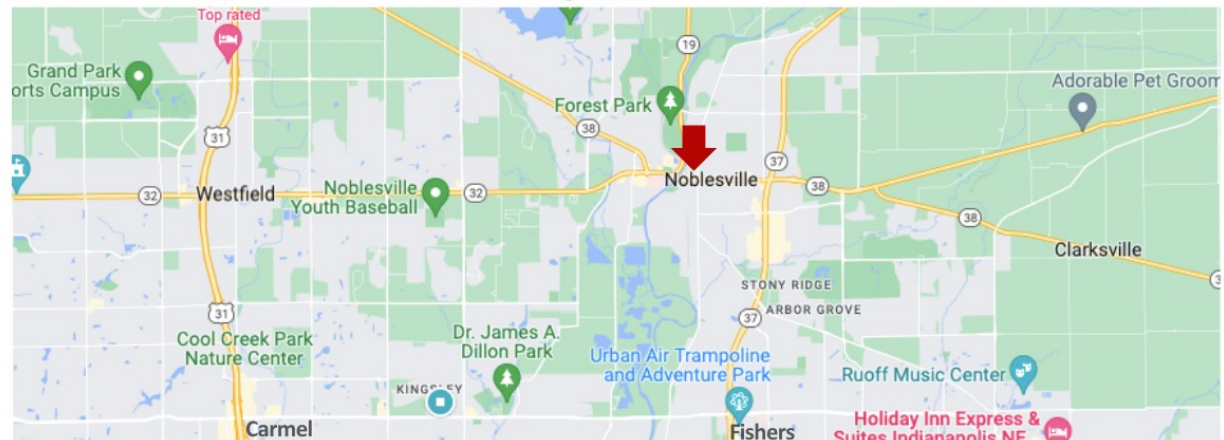 Top rated
19
Grand Park
orts Campus
Adorable Pet Groom
Forest Park
38
31
37
32
Westfield
Noblesville
Youth Baseball
32
Noblesville
38
38
Clarksville
STONY RIDGE
31
37
ARBOR GROVE
Cool Creek Park
Nature Center
Dr. James A.
Dillon Park
Urban Air Trampoline
and Adventure Park
Ruoff Music Center
KINGSLEY
Carmel
Fishers
Holiday Inn Express &
Suites Indianapolis NE